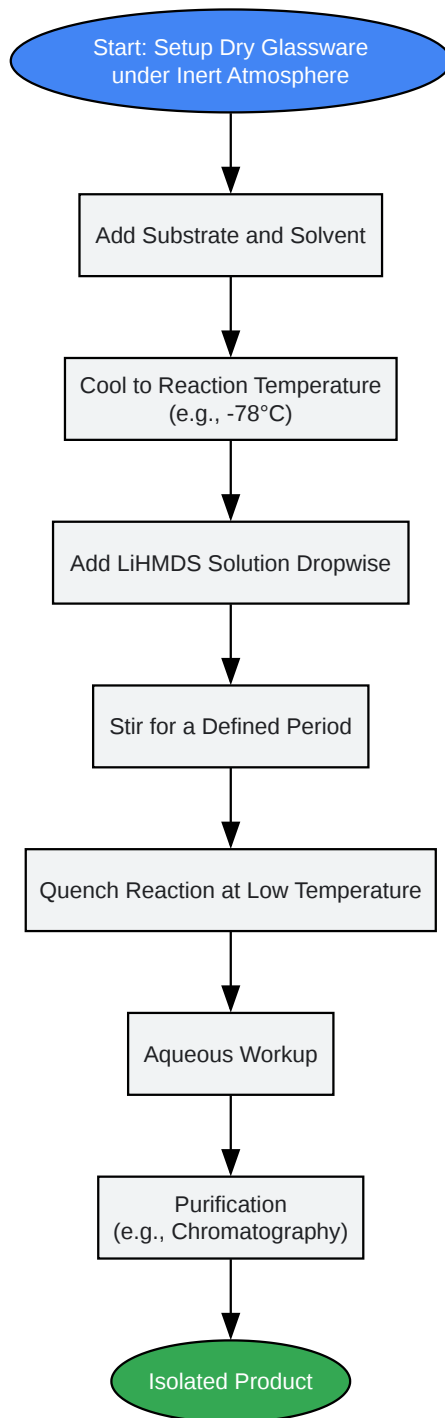 Start: Setup Dry Glassware
under Inert Atmosphere
Add Substrate and Solvent
Cool to Reaction Temperature
(e.g., -78°C)
Add LiHMDS Solution Dropwise
Stir for a Defined Period
Quench Reaction at Low Temperature
Aqueous Workup
Purification
(e.g., Chromatography)
Isolated Product